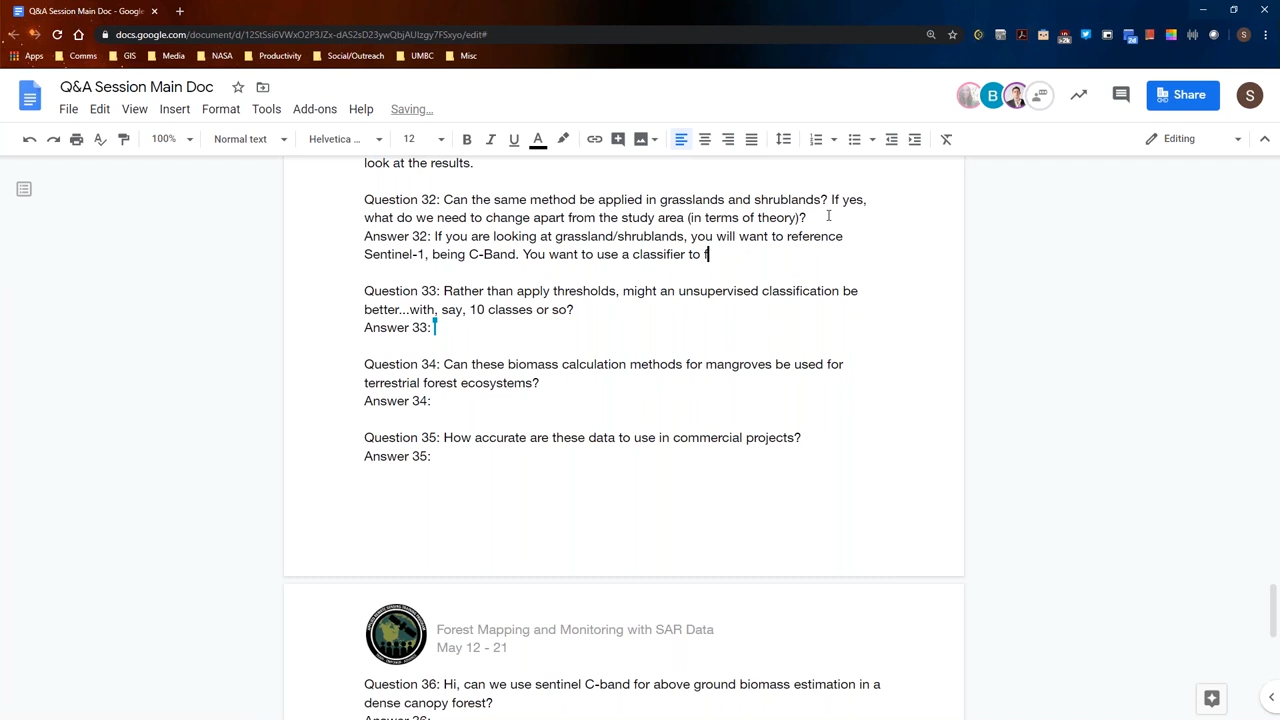 Q&A Session Main Doc - Google
docs.google.com/document/d/12StSsi6VWxO2P3JZx-dAS2sD23ywQbjAUIzgy7FSxyo/edit#
Apps Comms GIS Media NASA Productivity Social/Outreach UMBC Misc
Q&A Session Main Doc
File Edit View Insert Format Tools Add-ons Help Saving...
B Share S
100% Normal text Helvetica ... 12 B I U A Editing
look at the results.
Question 32: Can the same method be applied in grasslands and shrublands? If yes,
what do we need to change apart from the study area (in terms of theory)?
Answer 32: If you are looking at grassland/shrublands, you will want to reference
Sentinel-1, being C-Band. You want to use a classifier to f
Question 33: Rather than apply thresholds, might an unsupervised classification be
better...with, say, 10 classes or so?
Answer 33:
Question 34: Can these biomass calculation methods for mangroves be used for
terrestrial forest ecosystems?
Answer 34:
Question 35: How accurate are these data to use in commercial projects?
Answer 35:
Forest Mapping and Monitoring with SAR Data
May 12 - 21
Question 36: Hi, can we use sentinel C-band for above ground biomass estimation in a
dense canopy forest?
Answer 36: